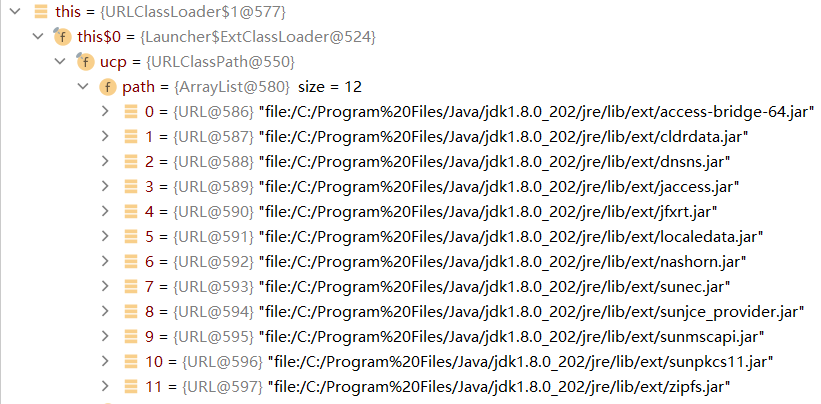 this = {URLClassLoader$1@577}
f this$0 = {Launcher$ExtClassLoader@524}
f ucp = {URLClassPath@550}
f path = {ArrayList@580} size = 12
0 = {URL@586} "file:/C:/Program%20Files/Java/jdk1.8.0_202/jre/lib/ext/access-bridge-64.jar"
1 = {URL@587} "file:/C:/Program%20Files/Java/jdk1.8.0_202/jre/lib/ext/cldrdata.jar"
2 = {URL@588} "file:/C:/Program%20Files/Java/jdk1.8.0_202/jre/lib/ext/dnsns.jar"
3 = {URL@589} "file:/C:/Program%20Files/Java/jdk1.8.0_202/jre/lib/ext/jaccess.jar"
4 = {URL@590} "file:/C:/Program%20Files/Java/jdk1.8.0_202/jre/lib/ext/jfxrt.jar"
5 = {URL@591} "file:/C:/Program%20Files/Java/jdk1.8.0_202/jre/lib/ext/localedata.jar"
6 = {URL@592} "file:/C:/Program%20Files/Java/jdk1.8.0_202/jre/lib/ext/nashorn.jar"
7 = {URL@593} "file:/C:/Program%20Files/Java/jdk1.8.0_202/jre/lib/ext/sunec.jar"
8 = {URL@594} "file:/C:/Program%20Files/Java/jdk1.8.0_202/jre/lib/ext/sunjce_provider.jar"
9 = {URL@595} "file:/C:/Program%20Files/Java/jdk1.8.0_202/jre/lib/ext/sunmscapi.jar"
10 = {URL@596} "file:/C:/Program%20Files/Java/jdk1.8.0_202/jre/lib/ext/sunpkcs11.jar"
11 = {URL@597} "file:/C:/Program%20Files/Java/jdk1.8.0_202/jre/lib/ext/zipfs.jar"